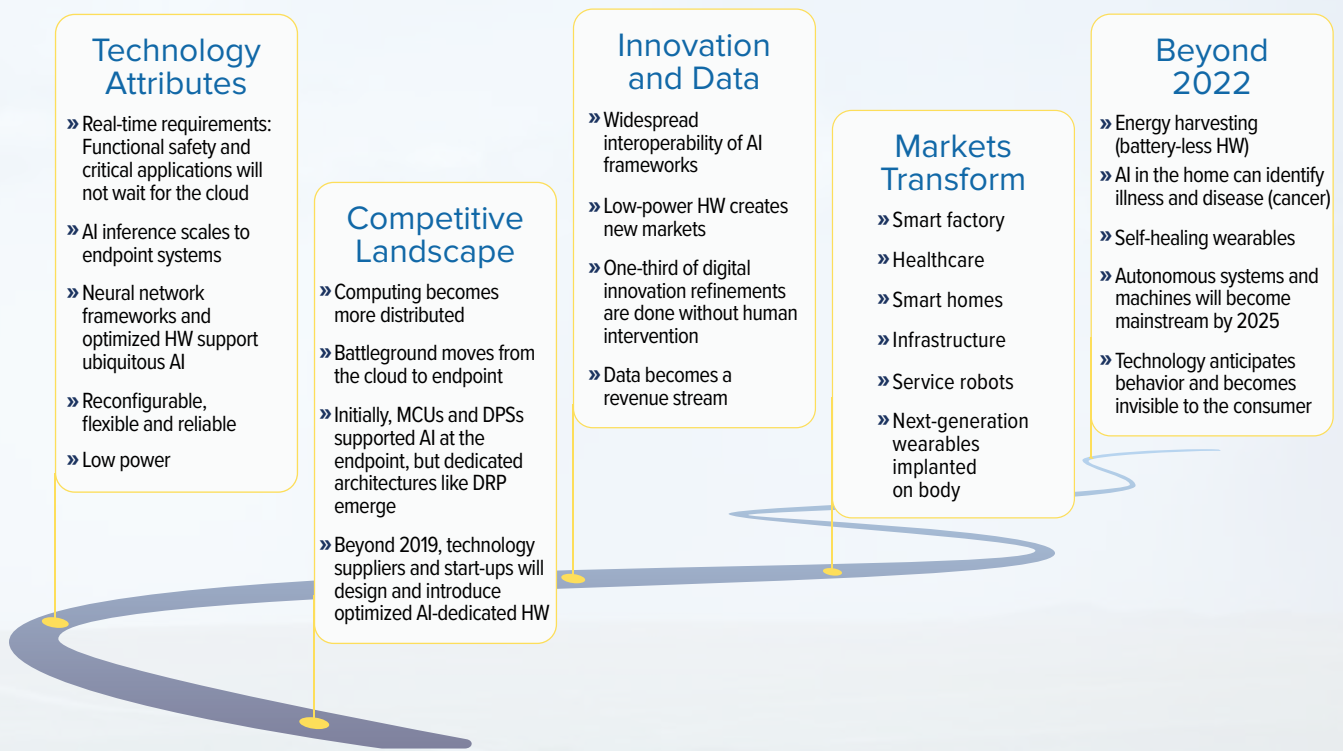 Technology
Attributes
» Real-time requirements:
Functional safety and
critical applications will
not wait for the cloud
» AI inference scales to
endpoint systems
» Neural network
frameworks and
optimized HW support
ubiquitous AI
» Reconfigurable,
flexible and reliable
» Low power
Competitive
Landscape
» Computing becomes
more distributed
» Battleground moves from
the cloud to endpoint
» Initially, MCUs and DPSs
supported AI at the
endpoint, but dedicated
architectures like DRP
emerge
» Beyond 2019, technology
suppliers and start-ups will
design and introduce
optimized AI-dedicated HW
Innovation
and Data
» Widespread
interoperability of AI
frameworks
» Low-power HW creates
new markets
» One-third of digital
innovation refinements
are done without human
intervention
» Data becomes a
revenue stream
Markets
Transform
» Smart factory
» Healthcare
» Smart homes
» Infrastructure
» Service robots
» Next-generation
wearables
implanted
on body
Beyond
2022
» Energy harvesting
(battery-less HW)
» AI in the home can identify
illness and disease (cancer)
» Self-healing wearables
» Autonomous systems and
machines will become
mainstream by 2025
» Technology anticipates
behavior and becomes
invisible to the consumer